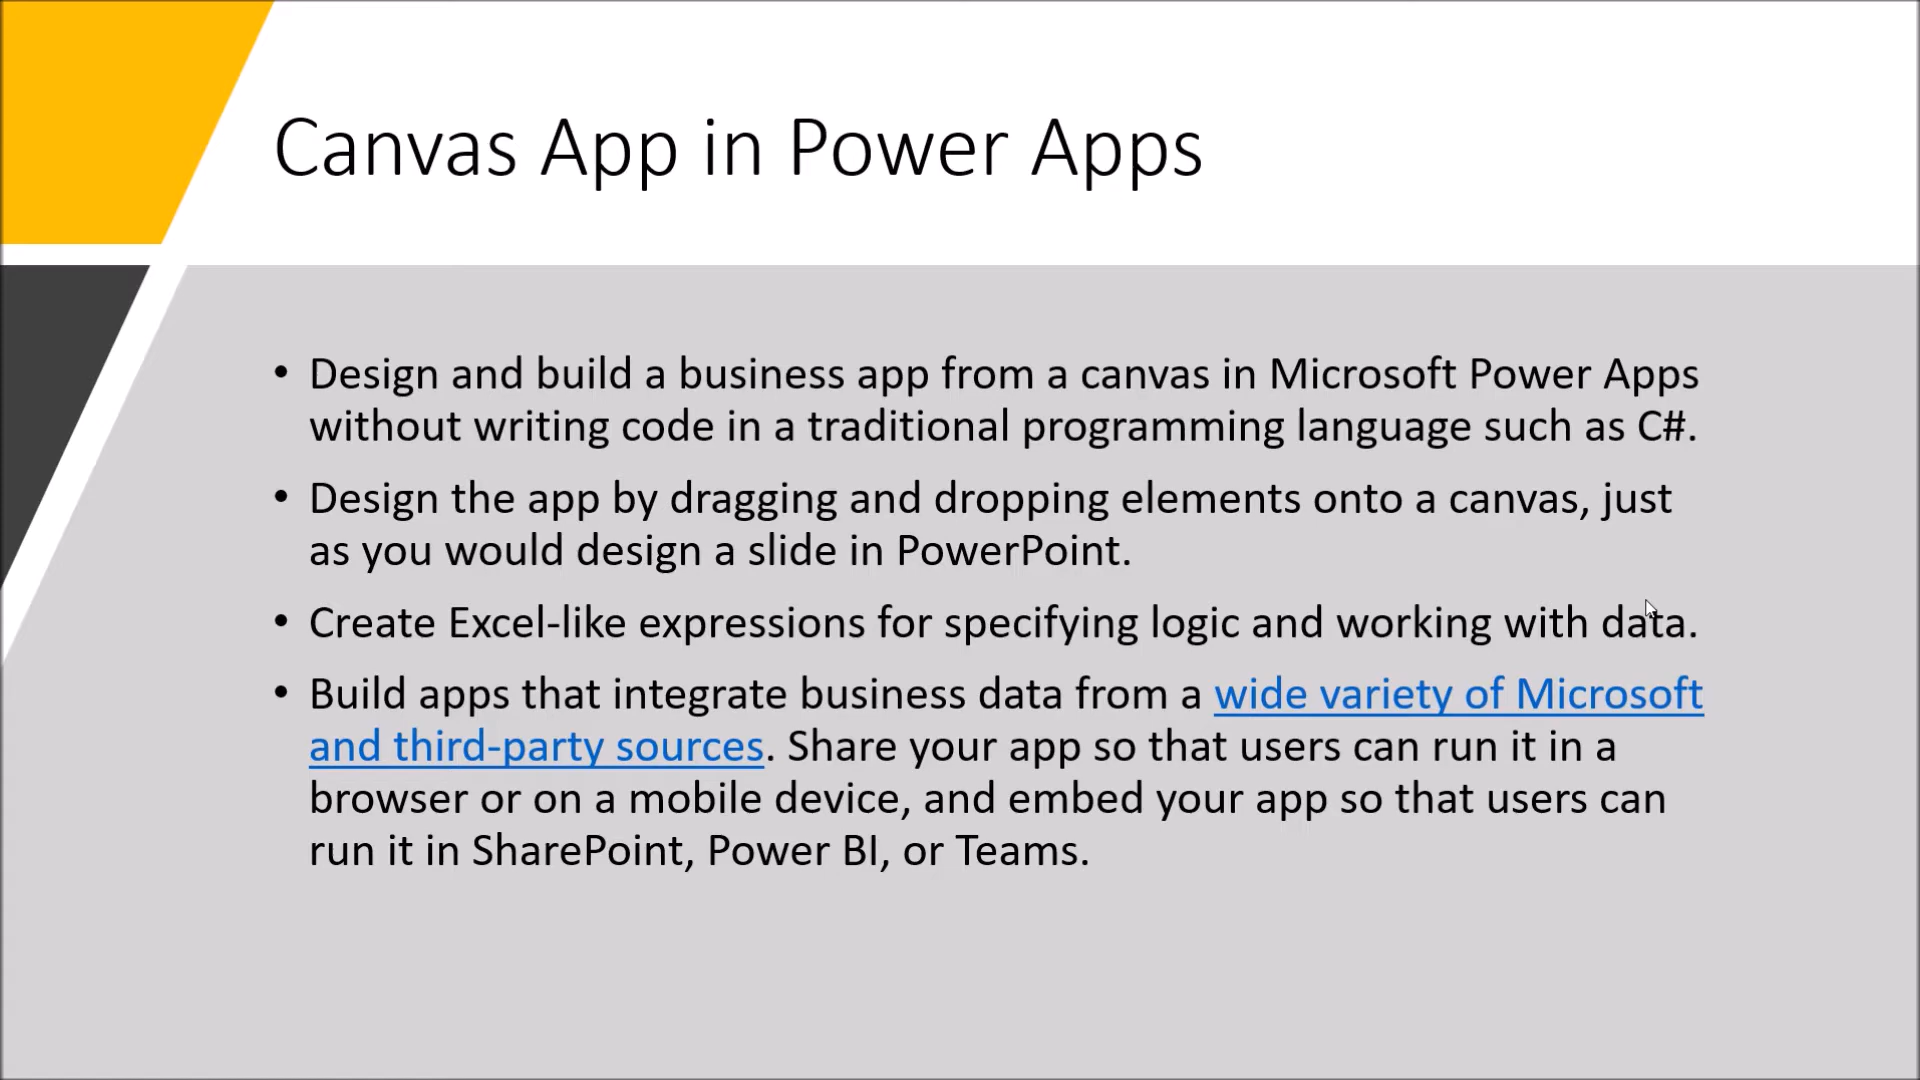 Canvas App in Power Apps
• Design and build a business app from a canvas in Microsoft Power Apps
without writing code in a traditional programming language such as C#.
• Design the app by dragging and dropping elements onto a canvas, just
as you would design a slide in PowerPoint.
• Create Excel-like expressions for specifying logic and working with data.
• Build apps that integrate business data from a wide variety of Microsoft
and third-party sources. Share your app so that users can run it in a
browser or on a mobile device, and embed your app so that users can
run it in SharePoint, Power BI, or Teams.